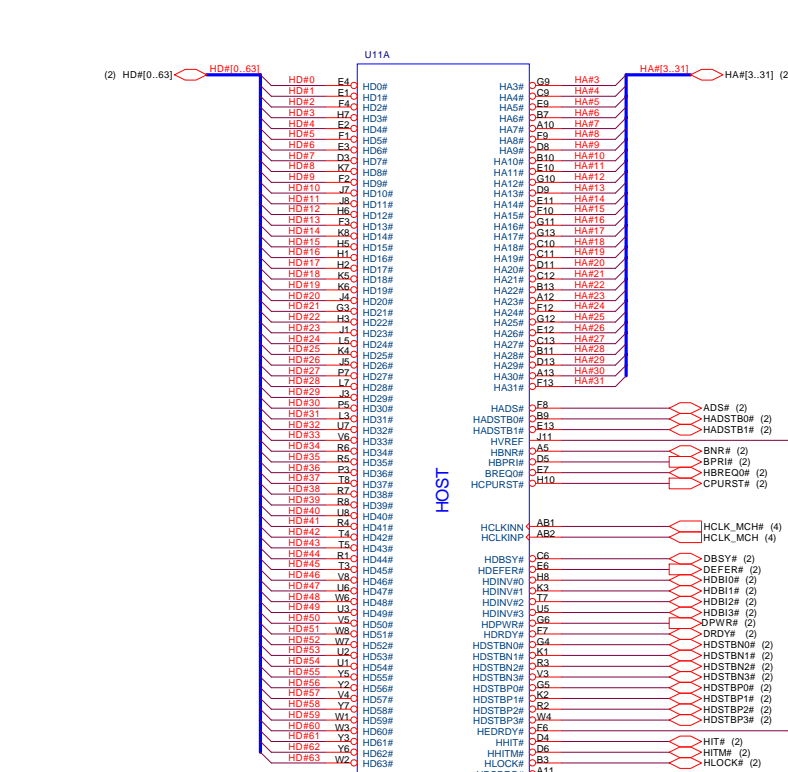 U11A
(2) HD#[0..63] HD#[0..63]
HD#0 E4 HD0#
HD#1 E1 HD1#
HD#2 F4 HD2#
HD#3 H7 HD3#
HD#4 E2 HD4#
HD#5 F1 HD5#
HD#6 E3 HD6#
HD#7 D3 HD7#
HD#8 K7 HD8#
HD#9 F2 HD9#
HD#10 J7 HD10#
HD#11 J8 HD11#
HD#12 H6 HD12#
HD#13 F3 HD13#
HD#14 K8 HD14#
HD#15 H5 HD15#
HD#16 H1 HD16#
HD#17 H2 HD17#
HD#18 K5 HD18#
HD#19 K6 HD19#
HD#20 J4 HD20#
HD#21 G3 HD21#
HD#22 H3 HD22#
HD#23 J1 HD23#
HD#24 L5 HD24#
HD#25 K4 HD25#
HD#26 J5 HD26#
HD#27 P7 HD27#
HD#28 L7 HD28#
HD#29 J3 HD29#
HD#30 P5 HD30#
HD#31 L3 HD31#
HD#32 U7 HD32#
HD#33 V6 HD33#
HD#34 R6 HD34#
HD#35 R5 HD35#
HD#36 P3 HD36#
HD#37 T8 HD37#
HD#38 R7 HD38#
HD#39 R8 HD39#
HD#40 U8 HD40#
HD#41 R4 HD41#
HD#42 T4 HD42#
HD#43 T5 HD43#
HD#44 R1 HD44#
HD#45 T3 HD45#
HD#46 V8 HD46#
HD#47 U6 HD47#
HD#48 W6 HD48#
HD#49 U3 HD49#
HD#50 V5 HD50#
HD#51 W8 HD51#
HD#52 W7 HD52#
HD#53 U2 HD53#
HD#54 U1 HD54#
HD#55 Y5 HD55#
HD#56 Y2 HD56#
HD#57 V4 HD57#
HD#58 Y7 HD58#
HD#59 W1 HD59#
HD#60 W3 HD60#
HD#61 Y3 HD61#
HD#62 Y6 HD62#
HD#63 W2 HD63#
HOST
HA#[3..31] HA#[3..31] (2
HA3# G9 HA#3
HA4# C9 HA#4
HA5# E9 HA#5
HA6# B7 HA#6
HA7# A10 HA#7
HA8# F9 HA#8
HA9# D8 HA#9
HA10# B10 HA#10
HA11# E10 HA#11
HA12# G10 HA#12
HA13# D9 HA#13
HA14# E11 HA#14
HA15# F10 HA#15
HA16# G11 HA#16
HA17# G13 HA#17
HA18# C10 HA#18
HA19# C11 HA#19
HA20# D11 HA#20
HA21# C12 HA#21
HA22# B13 HA#22
HA23# A12 HA#23
HA24# F12 HA#24
HA25# G12 HA#25
HA26# E12 HA#26
HA27# C13 HA#27
HA28# B11 HA#28
HA29# D13 HA#29
HA30# A13 HA#30
HA31# F13 HA#31
HADS# F8 ADS# (2)
HADSTB0# B9 HADSTB0# (2)
HADSTB1# E13 HADSTB1# (2)
HVREF J11
HBNR# A5 BNR# (2)
HBPRI# D5 BPRI# (2)
BREQ0# E7 HBREQ0# (2)
HCPURST# H10 CPURST# (2)
HCLKINN AB1 HCLK_MCH# (4)
HCLKINP AB2 HCLK_MCH (4)
HDBSY# C6 DBSY# (2)
HDEFER# E6 DEFER# (2)
HDINV#0 H8 HDBI0# (2)
HDINV#1 K3 HDBI1# (2)
HDINV#2 T7 HDBI2# (2)
HDINV#3 U5 HDBI3# (2)
HDPWR# G6 DPWR# (2)
HDRDY# F7 DRDY# (2)
HDSTBN0# G4 HDSTBN0# (2)
HDSTBN1# K1 HDSTBN1# (2)
HDSTBN2# R3 HDSTBN2# (2)
HDSTBN3# V3 HDSTBN3# (2)
HDSTBP0# G5 HDSTBP0# (2)
HDSTBP1# K2 HDSTBP1# (2)
HDSTBP2# R2 HDSTBP2# (2)
HDSTBP3# W4 HDSTBP3# (2)
HEDRDY# F6
HHIT# D4 HIT# (2)
HHITM# D6 HITM# (2)
HLOCK# B3 HLOCK# (2)
A11